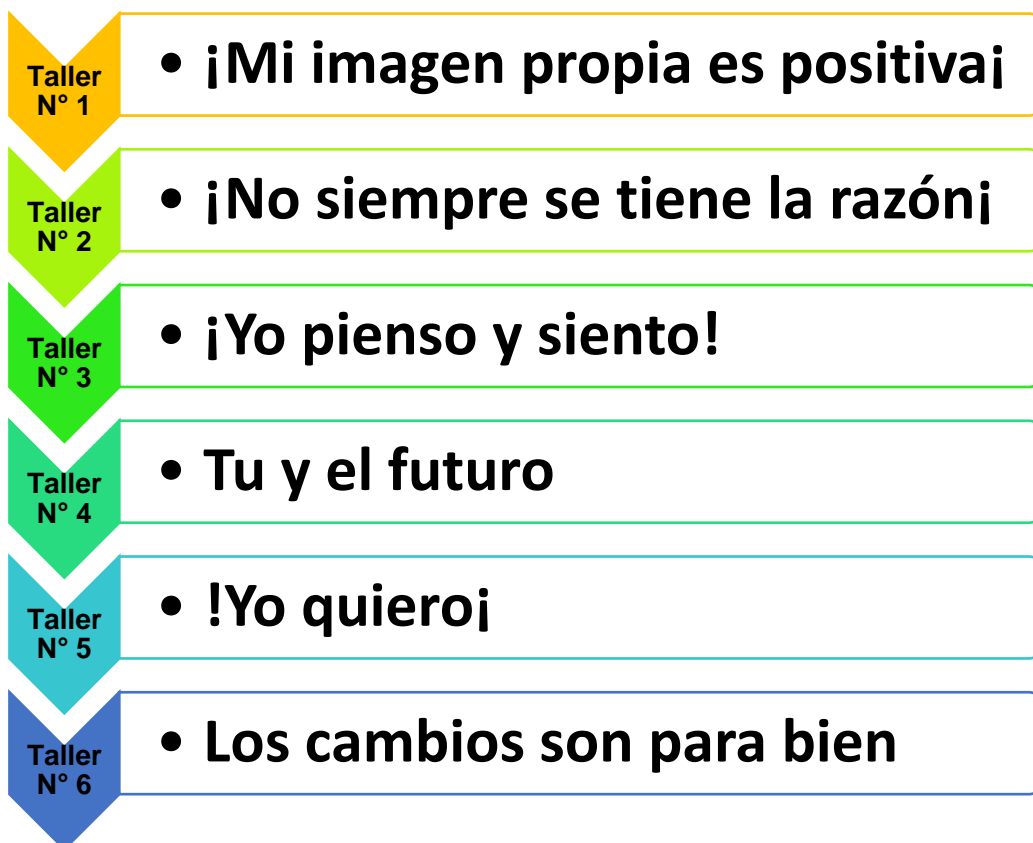 Taller
N° 1
• ¡Mi imagen propia es positiva¡
Taller
N° 2
• ¡No siempre se tiene la razón¡
Taller
N° 3
• ¡Yo pienso y siento!
Taller
N° 4
• Tu y el futuro
Taller
N° 5
• !Yo quiero¡
Taller
N° 6
• Los cambios son para bien